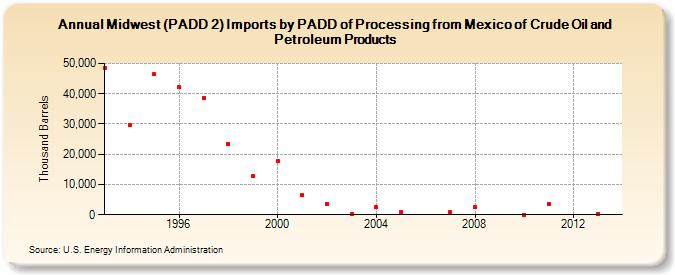 Annual Midwest (PADD 2) Imports by PADD of Processing from Mexico of Crude Oil and
Petroleum Products
Thousand Barrels
50,000
40,000
30,000
20,000
10,000
0
1996 2000 2004 2008 2012
Source: U.S. Energy Information Administration